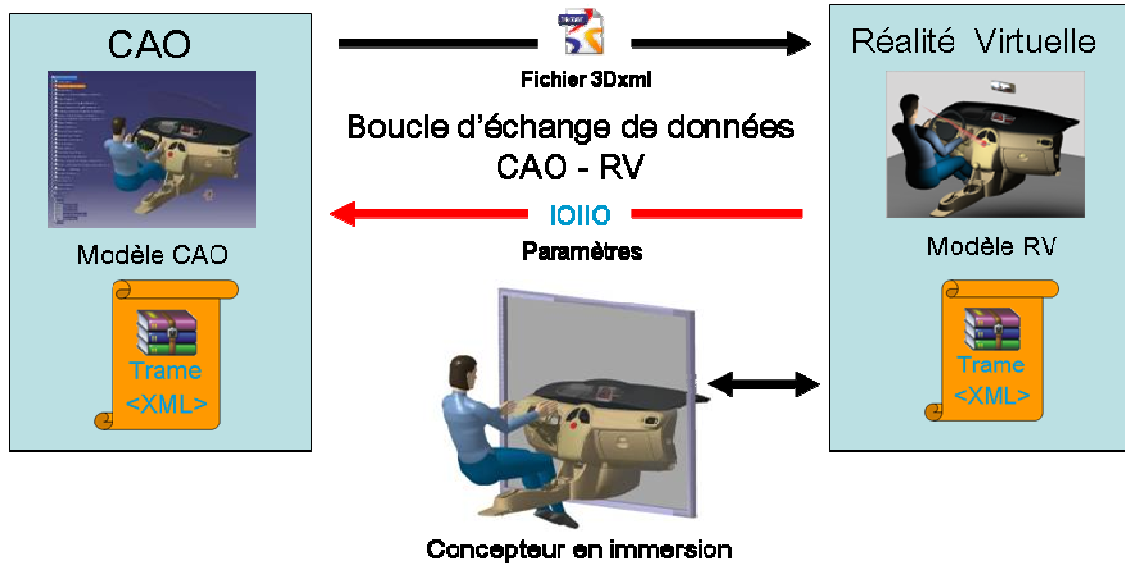 CAO
Fichier 3Dxml
Réalité Virtuelle
Boucle d'échange de données
CAO - RV
IOIIO
Paramètres
Modèle CAO
Modèle RV
Trame
<XML>
Trame
<XML>
Concepteur en immersion